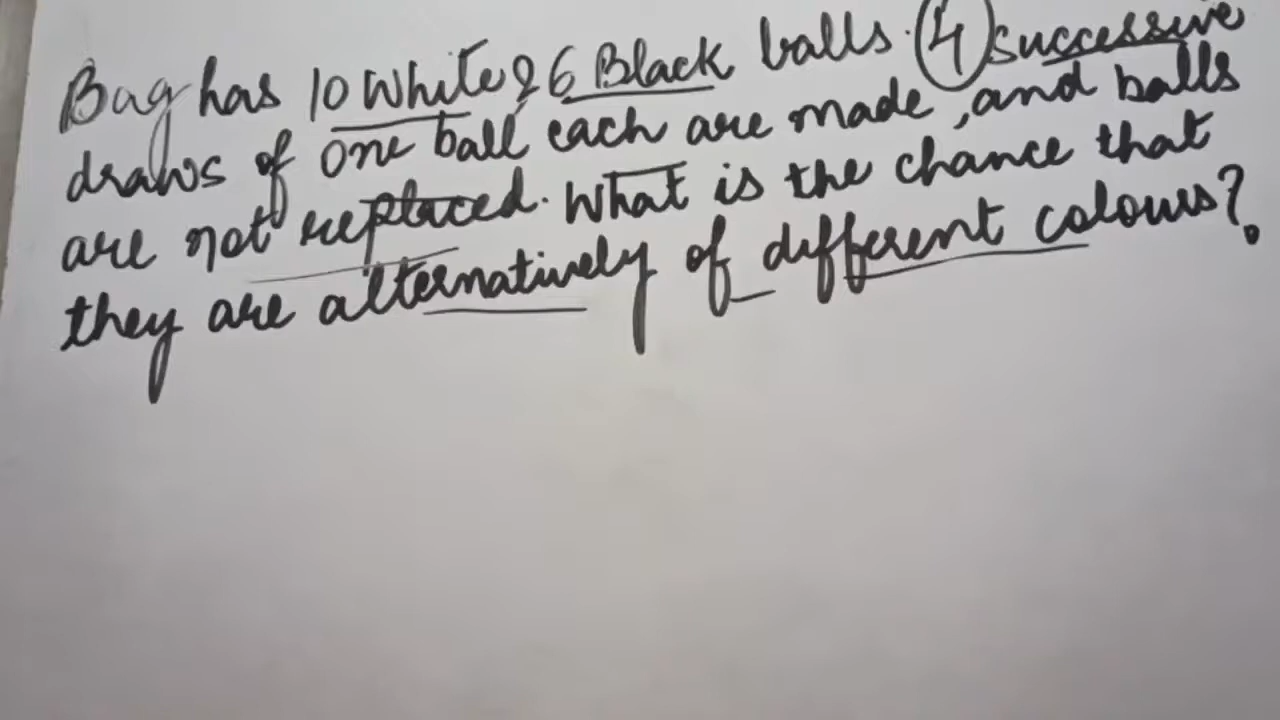 Bag has 10 White & 6 Black balls. 4 successive
draws of one ball each are made, and balls
are not replaced. What is the chance that
they are alternatively of different colours?